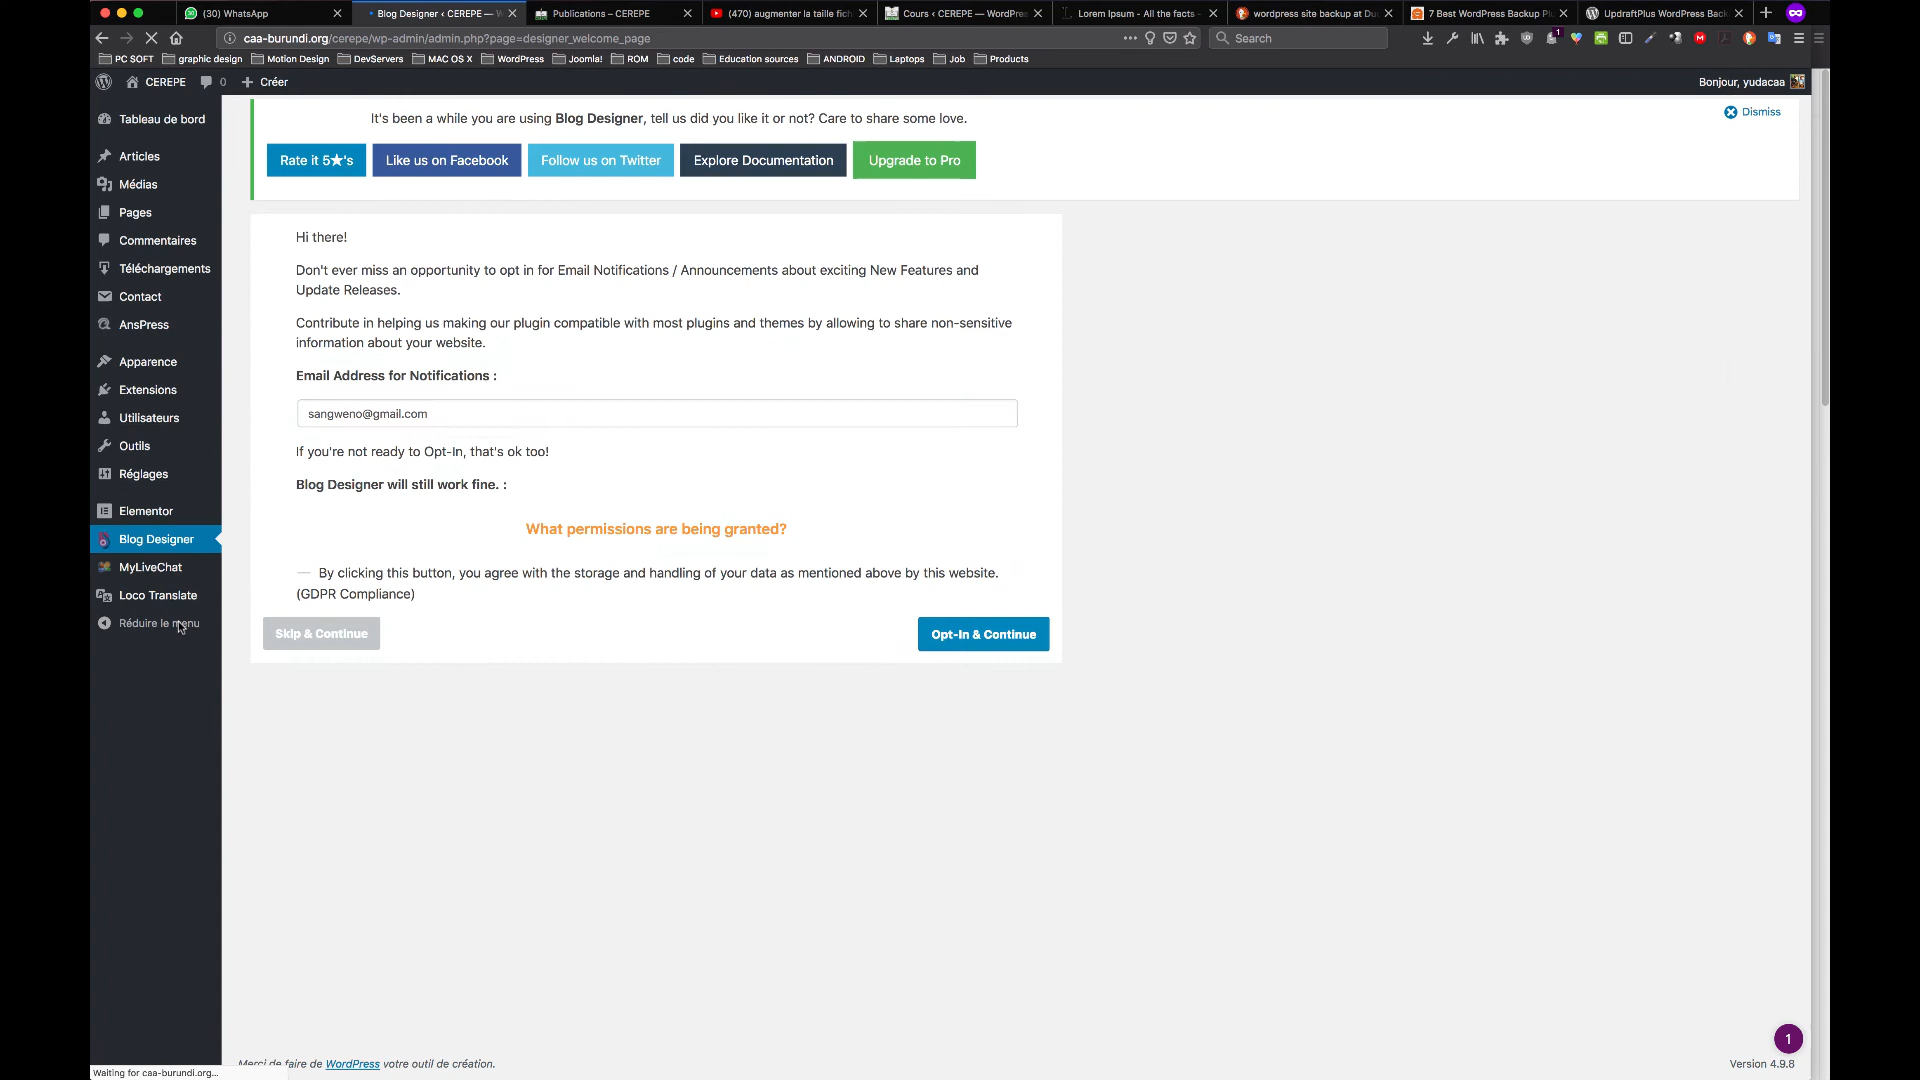 (30) WhatsApp
Blog Designer ‹ CEREPE — W
Publications – CEREPE
(470) augmenter la taille fich
Cours ‹ CEREPE — WordPres
Lorem Ipsum - All the facts -
wordpress site backup at Du
7 Best WordPress Backup Pl
UpdraftPlus WordPress Back
caa-burundi.org/cerepe/wp-admin/admin.php?page=designer_welcome_page
Search
1
PC SOFT
graphic design
Motion Design
DevServers
MAC OS X
WordPress
Joomla!
ROM
code
Education sources
ANDROID
Laptops
Job
Products
CEREPE
0
Créer
Bonjour, yudacaa
Tableau de bord
Articles
Médias
Pages
Commentaires
Téléchargements
Contact
AnsPress
Apparence
Extensions
Utilisateurs
Outils
Réglages
Elementor
Blog Designer
MyLiveChat
Loco Translate
Réduire le menu
It's been a while you are using Blog Designer, tell us did you like it or not? Care to share some love.
Dismiss
Rate it 5★'s
Like us on Facebook
Follow us on Twitter
Explore Documentation
Upgrade to Pro
Hi there!
Don't ever miss an opportunity to opt in for Email Notifications / Announcements about exciting New Features and
Update Releases.
Contribute in helping us making our plugin compatible with most plugins and themes by allowing to share non-sensitive
information about your website.
Email Address for Notifications :
sangweno@gmail.com
If you're not ready to Opt-In, that's ok too!
Blog Designer will still work fine. :
What permissions are being granted?
By clicking this button, you agree with the storage and handling of your data as mentioned above by this website.
(GDPR Compliance)
Skip & Continue
Opt-In & Continue
1
Merci de faire de WordPress votre outil de création.
Version 4.9.8
Waiting for caa-burundi.org...